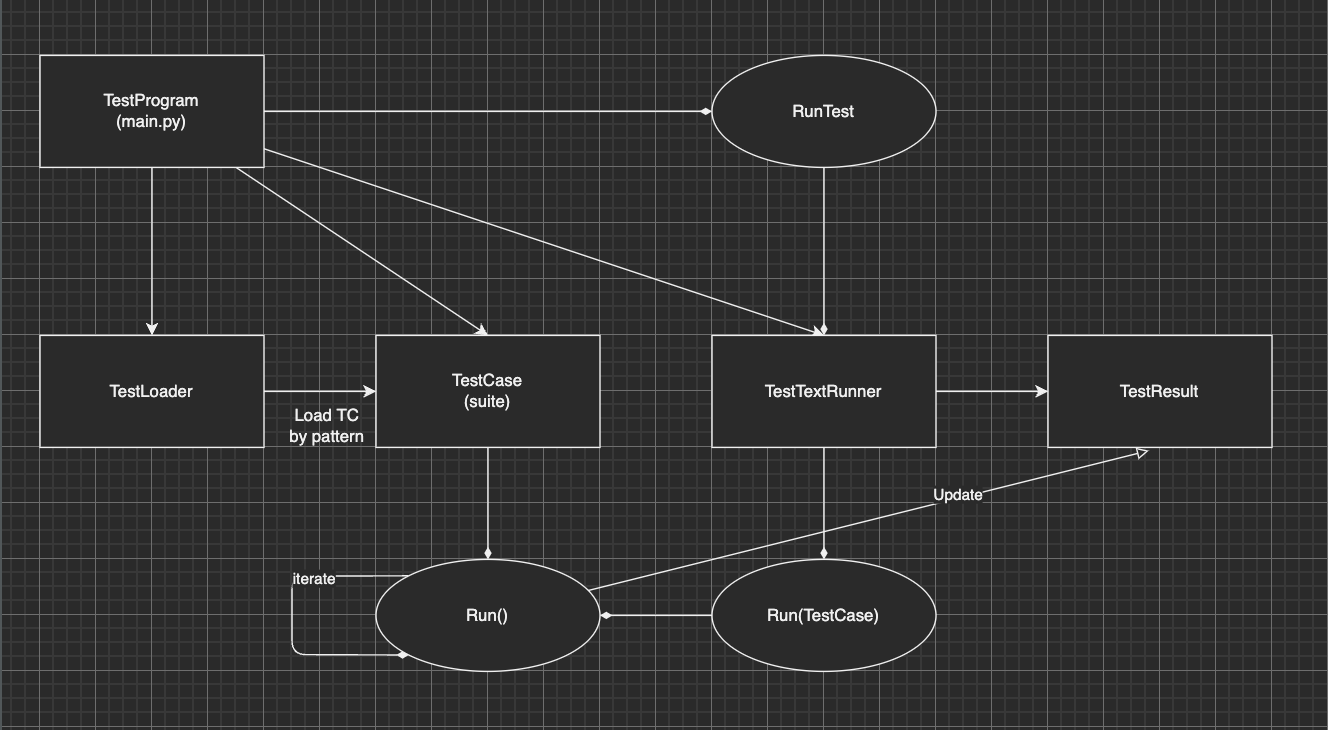 TestProgram
(main.py)
RunTest
TestLoader
Load TC
by pattern
TestCase
(suite)
TestTextRunner
TestResult
Update
iterate
Run()
Run(TestCase)